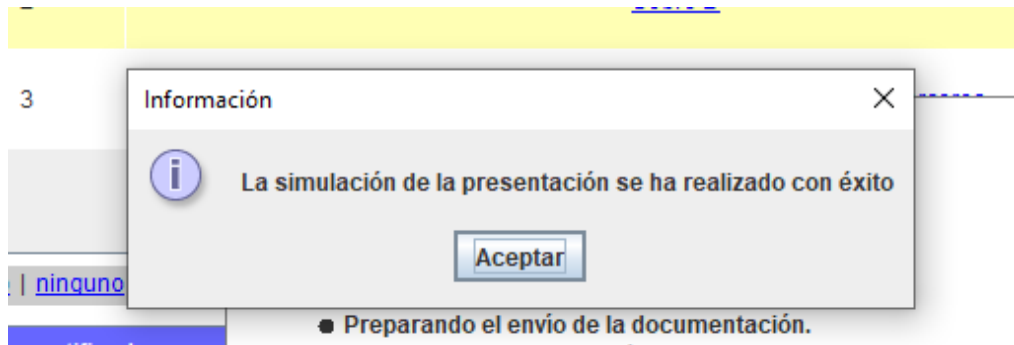 3
Información
La simulación de la presentación se ha realizado con éxito
Aceptar
| ninguno
Preparando el envío de la documentación.